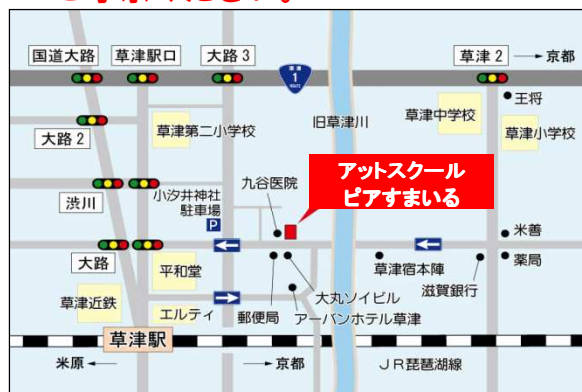 国道大路
草津駅口
大路3
国道
1
ROUTE
草津2
京都
王将
大路2
草津第二小学校
旧草津川
草津中学校
草津小学校
アットスクール
ピアすまいる
渋川
小汐井神社
駐車場
P
九谷医院
米善
大路
平和堂
草津宿本陣
滋賀銀行
薬局
草津近鉄
エルティ
郵便局
大丸ソイビル
アーバンホテル草津
草津駅
米原
京都
JR琵琶湖線